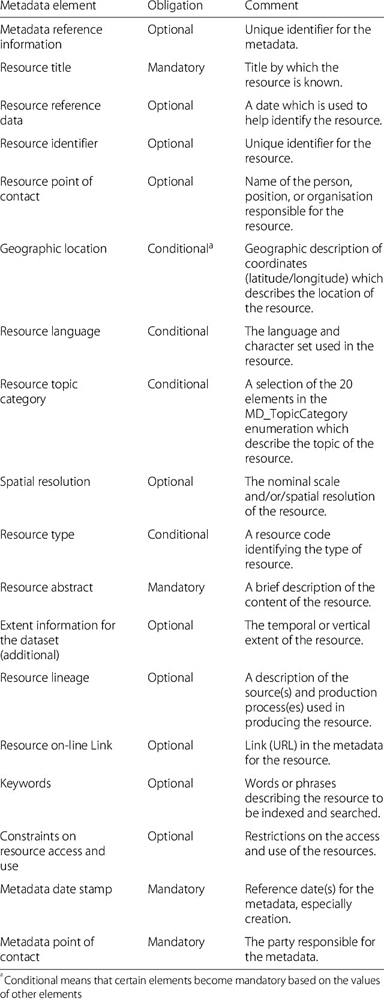 Metadata element Obligation Comment
Metadata reference Optional Unique identifier for the
information metadata.
Resource title Mandatory Title by which the
resource is known.
Resource reference Optional A date which is used to
data help identify the resource.
Resource identifier Optional Unique identifier for the
resource.
Resource point of Optional Name of the person,
contact position, or organisation
responsible for the
resource.
Geographic location Conditionalª Geographic description of
coordinates
(latitude/longitude) which
describes the location of
the resource.
Resource language Conditional The language and
character set used in the
resource.
Resource topic Conditional A selection of the 20
category elements in the
MD_TopicCategory
enumeration which
describe the topic of the
resource.
Spatial resolution Optional The nominal scale
and/or/spatial resolution
of the resource.
Resource type Conditional A resource code
identifying the type of
resource.
Resource abstract Mandatory A brief description of the
content of the resource.
Extent information for Optional The temporal or vertical
the dataset extent of the resource.
(additional)
Resource lineage Optional A description of the
source(s) and production
process(es) used in
producing the resource.
Resource on-line Link Optional Link (URL) in the metadata
for the resource.
Keywords Optional Words or phrases
describing the resource to
be indexed and searched.
Constraints on Optional Restrictions on the access
resource access and and use of the resources.
use
Metadata date stamp Mandatory Reference date(s) for the
metadata, especially
creation.
Metadata point of Mandatory The party responsible for
contact the metadata.
ª Conditional means that certain elements become mandatory based on the values
of other elements